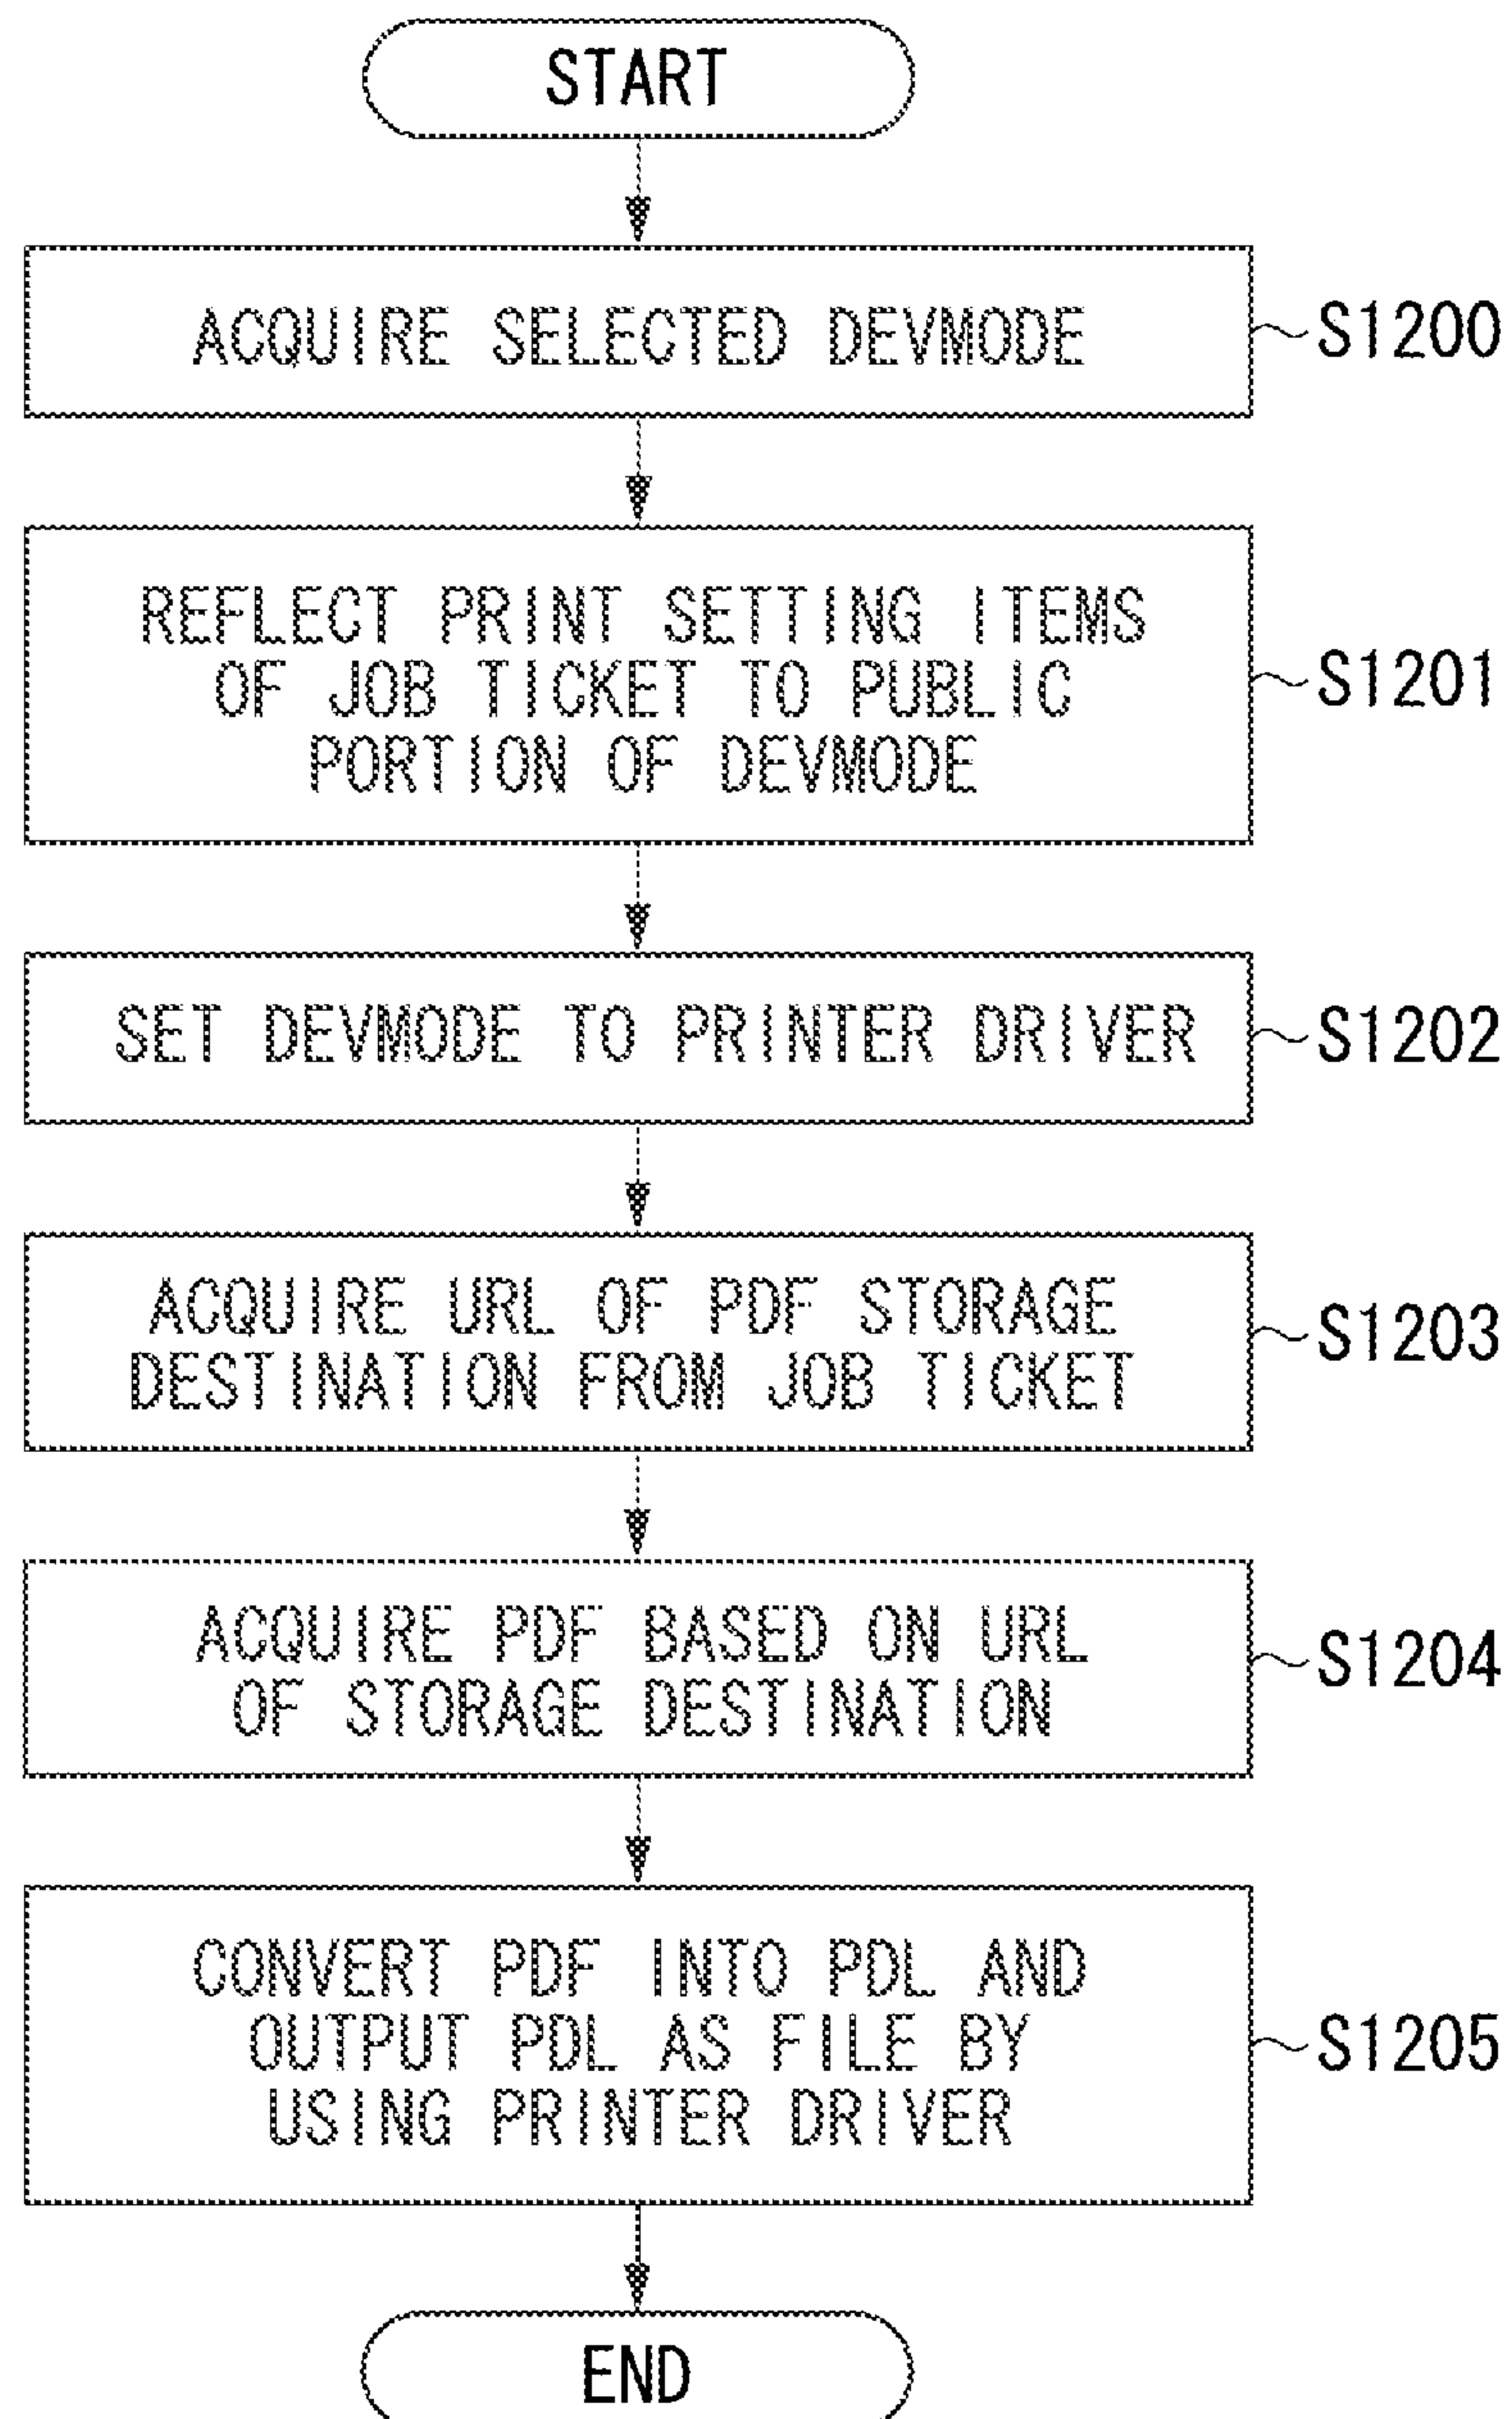 START
ACQUIRE SELECTED DEVMODE
S1200
REFLECT PRINT SETTING ITEMS
OF JOB TICKET TO PUBLIC
PORTION OF DEVMODE
S1201
SET DEVMODE TO PRINTER DRIVER
S1202
ACQUIRE URL OF PDF STORAGE
DESTINATION FROM JOB TICKET
S1203
ACQUIRE PDF BASED ON URL
OF STORAGE DESTINATION
S1204
CONVERT PDF INTO PDL AND
OUTPUT PDL AS FILE BY
USING PRINTER DRIVER
S1205
END